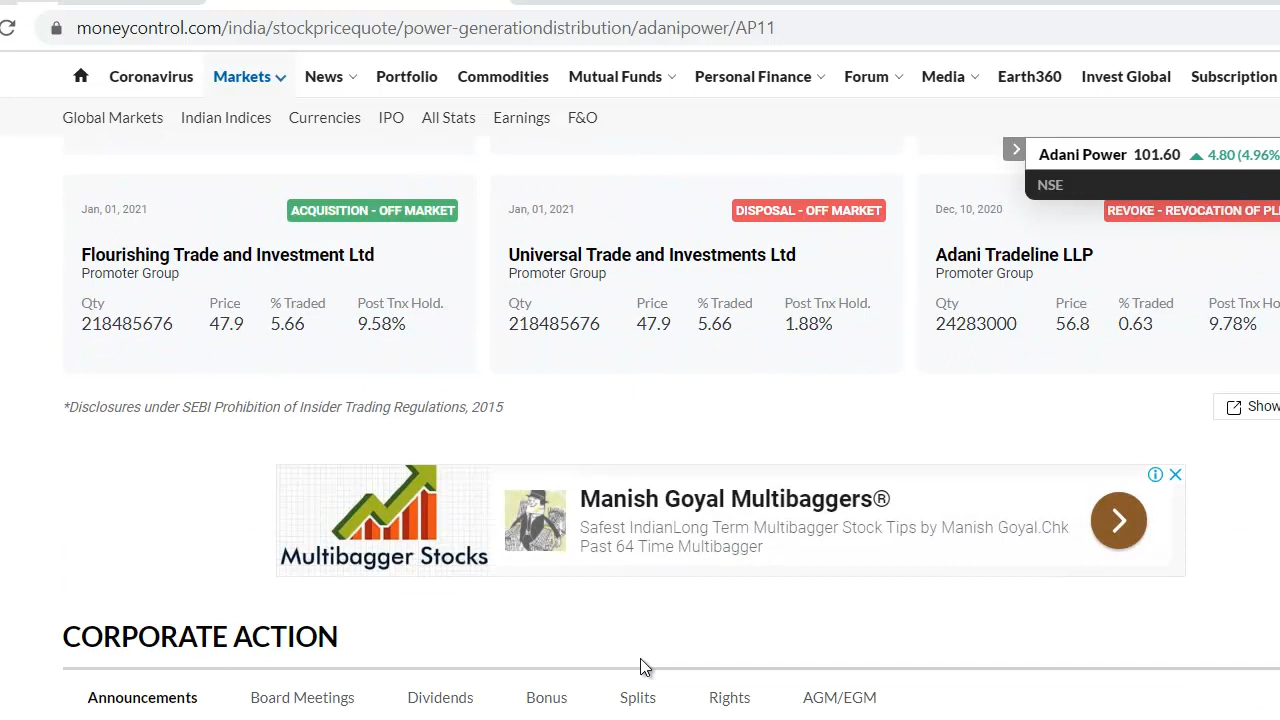 moneycontrol.com/india/stockpricequote/power-generationdistribution/adanipower/AP11
Coronavirus Markets News Portfolio Commodities Mutual Funds Personal Finance Forum Media Earth360 Invest Global Subscription
Global Markets Indian Indices Currencies IPO All Stats Earnings F&O
Adani Power 101.60 4.80 (4.96%
NSE
Jan, 01, 2021 ACQUISITION - OFF MARKET
Flourishing Trade and Investment Ltd
Promoter Group
Qty Price % Traded Post Tnx Hold.
218485676 47.9 5.66 9.58%
Jan, 01, 2021 DISPOSAL - OFF MARKET
Universal Trade and Investments Ltd
Promoter Group
Qty Price % Traded Post Tnx Hold.
218485676 47.9 5.66 1.88%
Dec, 10, 2020 REVOKE - REVOCATION OF PL
Adani Tradeline LLP
Promoter Group
Qty Price % Traded Post Tnx Ho
24283000 56.8 0.63 9.78%
*Disclosures under SEBI Prohibition of Insider Trading Regulations, 2015
Show
Multibagger Stocks
Manish Goyal Multibaggers®
Safest IndianLong Term Multibagger Stock Tips by Manish Goyal.Chk
Past 64 Time Multibagger
CORPORATE ACTION
Announcements Board Meetings Dividends Bonus Splits Rights AGM/EGM